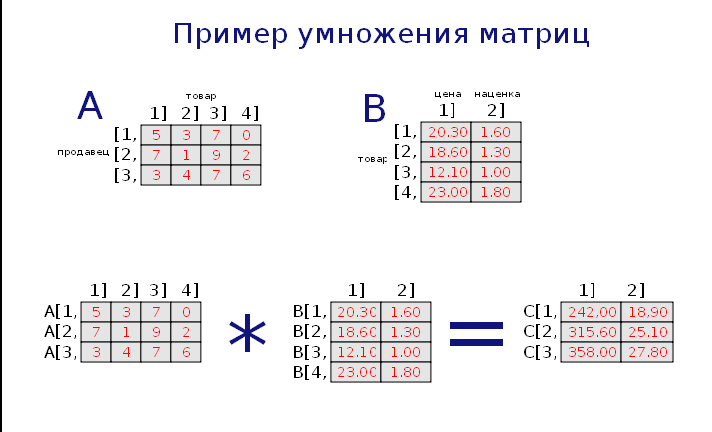 Пример умножения матриц
товар
цена наценка
A
B
1] 2] 3] 4]
1] 2]
[1, 5 3 7 0
[1, 20.30 1.60
продавец [2, 7 1 9 2
[2, 18.60 1.30
товар
[3, 3 4 7 6
[3, 12.10 1.00
[4, 23.00 1.80
1] 2] 3] 4]
1] 2]
1] 2]
A[1, 5 3 7 0
B[1, 20.30 1.60
C[1, 242.00 18.90
A[2, 7 1 9 2
*
B[2, 18.60 1.30
=
C[2, 315.60 25.10
A[3, 3 4 7 6
B[3, 12.10 1.00
C[3, 358.00 27.80
B[4, 23.00 1.80